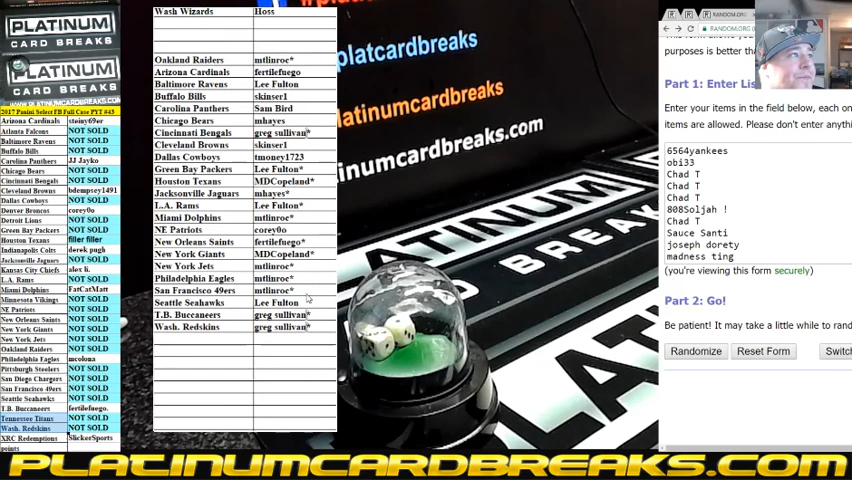 PLATINUM
CARD BREAKS
PLATINUM
CARD BREAKS
WWW.PLATINUMCARDBREAKS.COM
2017 Panini Select FB Full Case PYT #43
Arizona Cardinals steiny69er
Atlanta Falcons NOT SOLD
Baltimore Ravens NOT SOLD
Buffalo Bills NOT SOLD
Carolina Panthers JJ Jayko
Chicago Bears NOT SOLD
Cincinnati Bengals NOT SOLD
Cleveland Browns bdempsey1491
Dallas Cowboys NOT SOLD
Denver Broncos corey0o
Detroit Lions NOT SOLD
Green Bay Packers NOT SOLD
Houston Texans filler filler
Indianapolis Colts derek pugh
Jacksonville Jaguars NOT SOLD
Kansas City Chiefs alex li.
L.A. Rams NOT SOLD
Miami Dolphins FatCatMatt
Minnesota Vikings NOT SOLD
NE Patriots NOT SOLD
New Orleans Saints NOT SOLD
New York Giants NOT SOLD
New York Jets NOT SOLD
Oakland Raiders NOT SOLD
Philadelphia Eagles mcolona
Pittsburgh Steelers NOT SOLD
San Diego Chargers NOT SOLD
San Francisco 49ers NOT SOLD
Seattle Seahawks NOT SOLD
T.B. Buccaneers fertilefuego.
Tennessee Titans NOT SOLD
Wash. Redskins NOT SOLD
XRC Redemptions SlickerSports
points
Wash Wizards Hoss
Oakland Raiders mtlinroc*
Arizona Cardinals fertilefuego
Baltimore Ravens Lee Fulton
Buffalo Bills skinser1
Carolina Panthers Sam Bird
Chicago Bears mhayes
Cincinnati Bengals greg sullivan*
Cleveland Browns skinser1
Dallas Cowboys tmoney1723
Green Bay Packers Lee Fulton*
Houston Texans MDCopeland*
Jacksonville Jaguars mhayes*
L.A. Rams Lee Fulton*
Miami Dolphins mtlinroc*
NE Patriots corey0o
New Orleans Saints fertilefuego*
New York Giants MDCopeland*
New York Jets mtlinroc*
Philadelphia Eagles mtlinroc*
San Francisco 49ers mtlinroc*
Seattle Seahawks Lee Fulton
T.B. Buccaneers greg sullivan*
Wash. Redskins greg sullivan*
platcardbreaks
platinumcardbreaks
platinumcardbreaks.com
PLATINUM
CARD BREAKS
RANDOM.ORG
RANDOM.ORG
purposes is better tha
Part 1: Enter Lis
Enter your items in the field below, each on
items are allowed. Please don't enter anythi
6564yankees
obi33
Chad T
Chad T
Chad T
808Soljah !
Chad T
Sauce Santi
joseph dorety
madness ting
(you're viewing this form securely)
Part 2: Go!
Be patient! It may take a little while to rand
Randomize
Reset Form
Switch
PLATINUMCARDBREAKS.COM